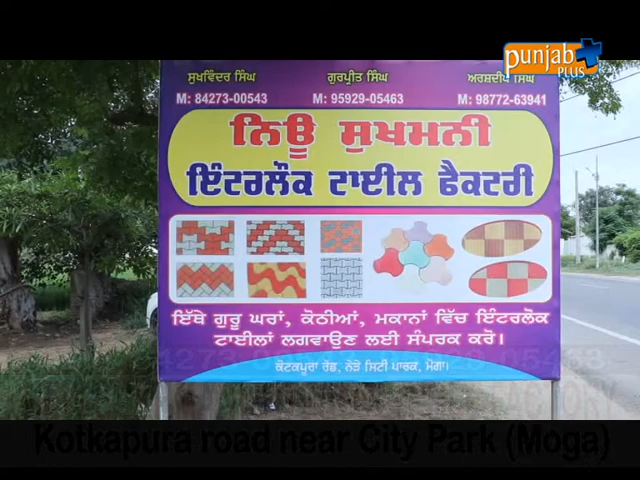 punjab
PLUS
ਸੁਖਵਿੰਦਰ ਸਿੰਘ ਗੁਰਪ੍ਰੀਤ ਸਿੰਘ ਅਰਸ਼ਦੀਪ ਸਿੰਘ
M: 84273-00543 M: 95929-05463 M: 98772-63941
ਨਿਊ ਸੁਖਮਨੀ
ਇੰਟਰਲੌਕ ਟਾਈਲ ਫੈਕਟਰੀ
ਇੱਥੇ ਗੁਰੂ ਘਰਾਂ, ਕੋਠੀਆਂ, ਮਕਾਨਾਂ ਵਿੱਚ ਇੰਟਰਲੋਕ
ਟਾਈਲਾਂ ਲਗਵਾਉਣ ਲਈ ਸੰਪਰਕ ਕਰੋ।
ਕੋਟਕਪੂਰਾ ਰੋਡ, ਨੇੜੇ ਸਿਟੀ ਪਾਰਕ, ਮੋਗਾ।
Kotkapura road near City Park (Moga)